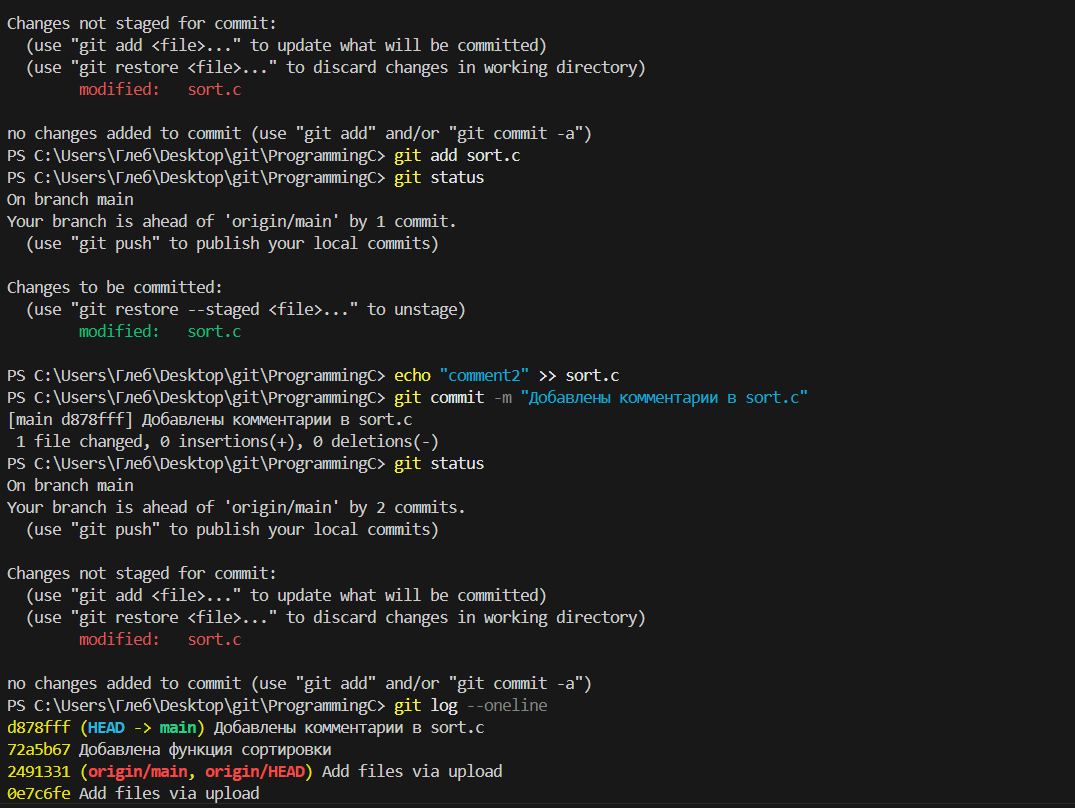 Changes not staged for commit:
  (use "git add <file>..." to update what will be committed)
  (use "git restore <file>..." to discard changes in working directory)
        modified:   sort.c

no changes added to commit (use "git add" and/or "git commit -a")
PS C:\Users\Глеб\Desktop\git\ProgrammingC> git add sort.c
PS C:\Users\Глеб\Desktop\git\ProgrammingC> git status
On branch main
Your branch is ahead of 'origin/main' by 1 commit.
  (use "git push" to publish your local commits)

Changes to be committed:
  (use "git restore --staged <file>..." to unstage)
        modified:   sort.c

PS C:\Users\Глеб\Desktop\git\ProgrammingC> echo "comment2" >> sort.c
PS C:\Users\Глеб\Desktop\git\ProgrammingC> git commit -m "Добавлены комментарии в sort.c"
[main d878fff] Добавлены комментарии в sort.c
 1 file changed, 0 insertions(+), 0 deletions(-)
PS C:\Users\Глеб\Desktop\git\ProgrammingC> git status
On branch main
Your branch is ahead of 'origin/main' by 2 commits.
  (use "git push" to publish your local commits)

Changes not staged for commit:
  (use "git add <file>..." to update what will be committed)
  (use "git restore <file>..." to discard changes in working directory)
        modified:   sort.c

no changes added to commit (use "git add" and/or "git commit -a")
PS C:\Users\Глеб\Desktop\git\ProgrammingC> git log --oneline
d878fff (HEAD -> main) Добавлены комментарии в sort.c
72a5b67 Добавлена функция сортировки
2491331 (origin/main, origin/HEAD) Add files via upload
0e7c6fe Add files via upload